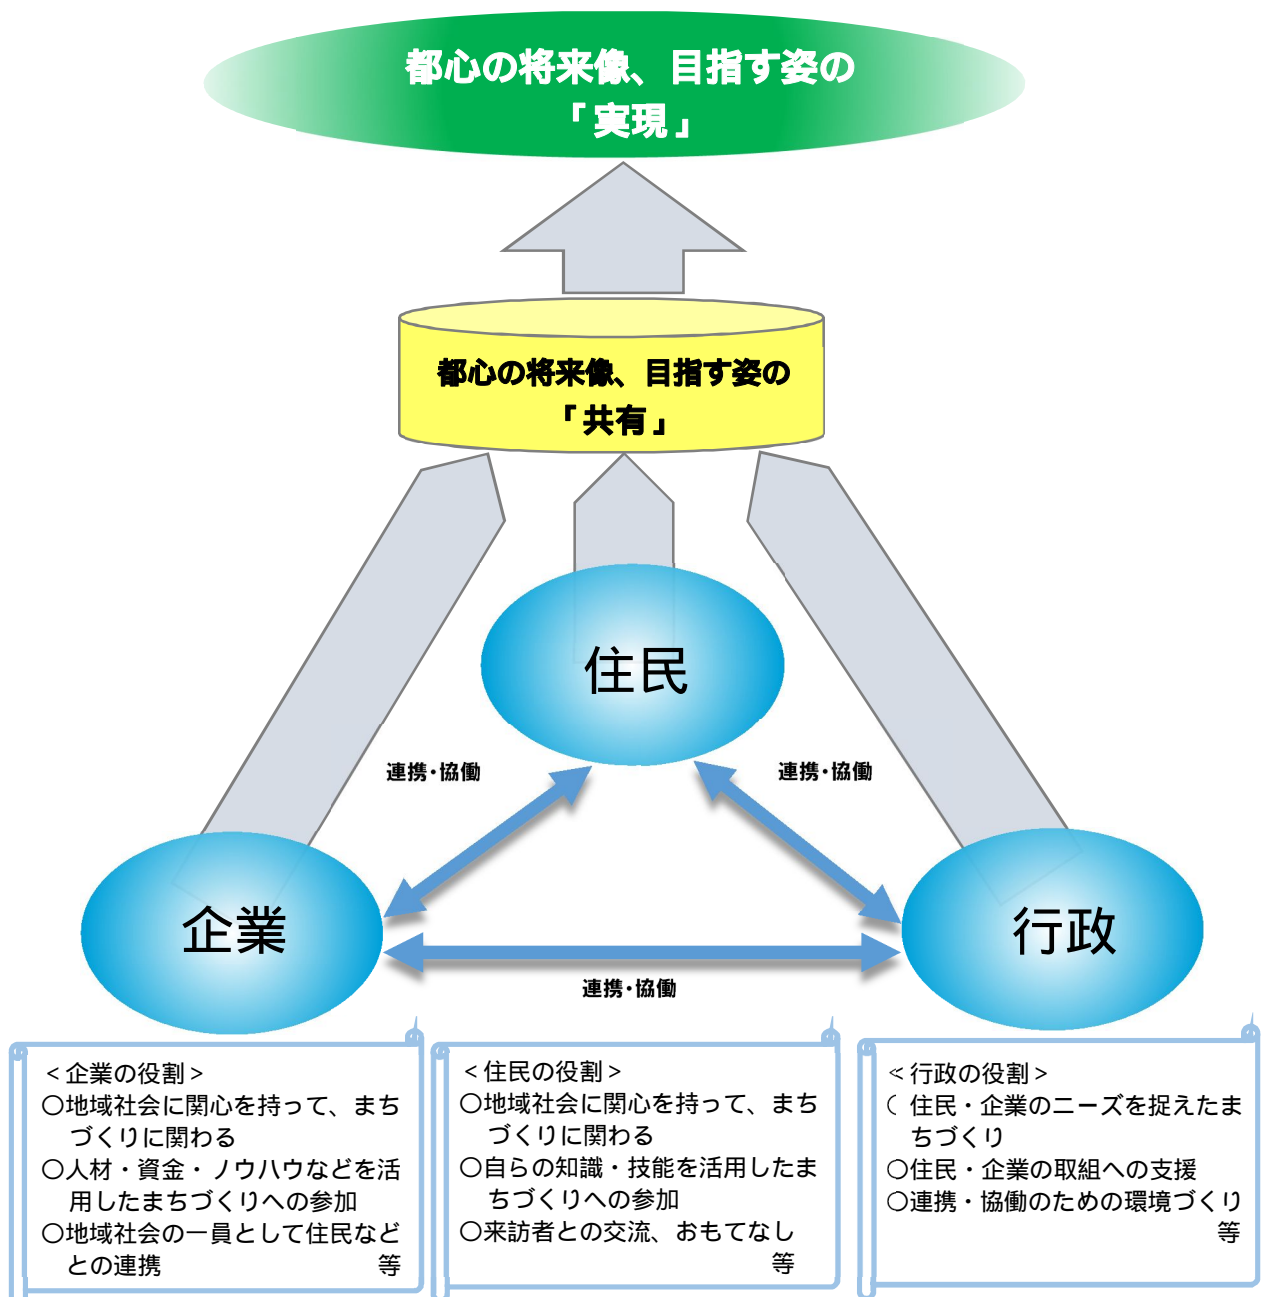 都心の将来像、目指す姿の
「実現」
都心の将来像、目指す姿の
「共有」
住民
連携・協働
連携・協働
企業
行政
連携・協働
＜企業の役割＞
○地域社会に関心を持って、まち
づくりに関わる
○人材・資金・ノウハウなどを活
用したまちづくりへの参加
○地域社会の一員として住民など
との連携 等
＜住民の役割＞
○地域社会に関心を持って、まち
づくりに関わる
○自らの知識・技能を活用したま
ちづくりへの参加
○来訪者との交流、おもてなし
等
＜行政の役割＞
○住民・企業のニーズを捉えたま
ちづくり
○住民・企業の取組への支援
○連携・協働のための環境づくり
等